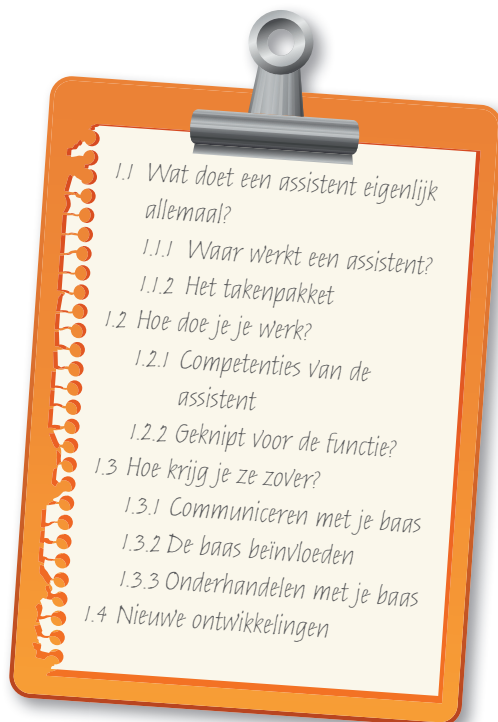 1.1 Wat doet een assistent eigenlijk
allemaal?
1.1.1 Waar werkt een assistent?
1.1.2 Het takenpakket
1.2 Hoe doe je je werk?
1.2.1 Competenties van de
assistent
1.2.2 Geknipt voor de functie?
1.3 Hoe krijg je ze zover?
1.3.1 Communiceren met je baas
1.3.2 De baas beïnvloeden
1.3.3 Onderhandelen met je baas
1.4 Nieuwe ontwikkelingen